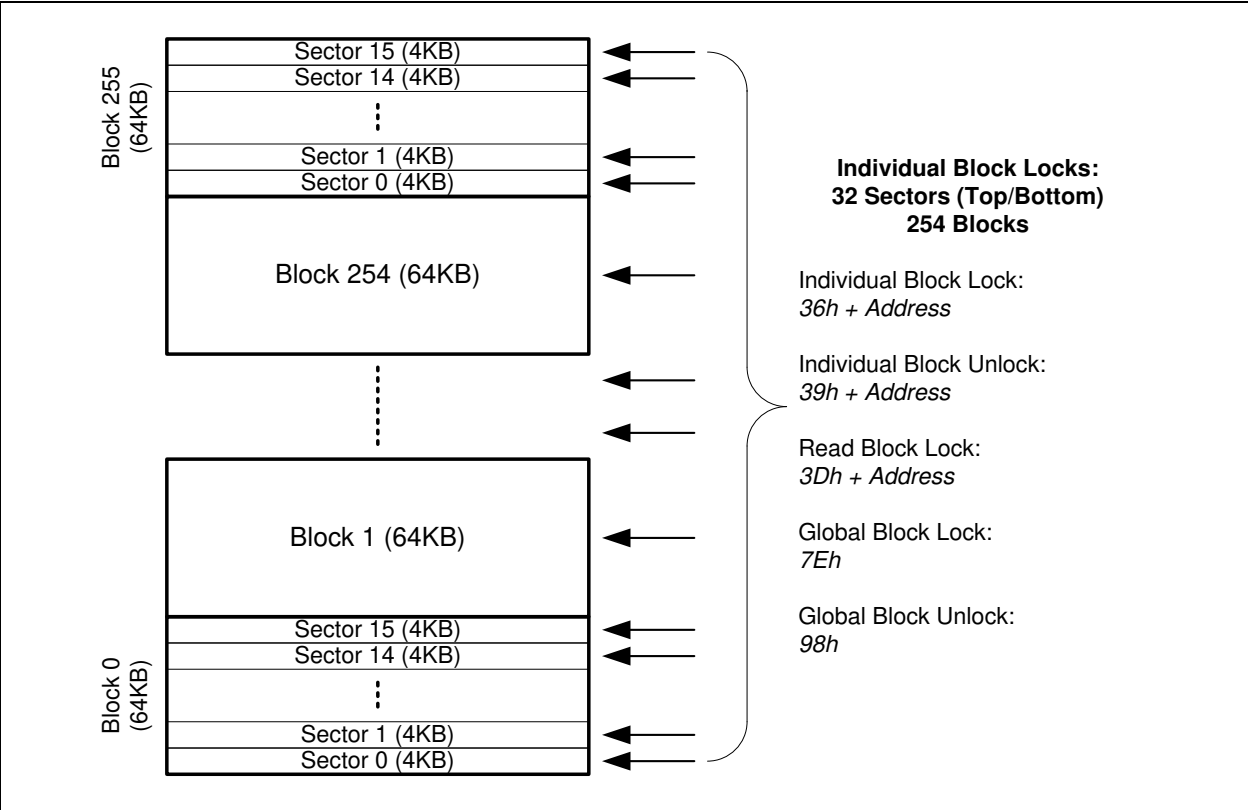 Block 255
(64KB)
Sector 15 (4KB)
Sector 14 (4KB)
Sector 1 (4KB)
Sector 0 (4KB)
Block 254 (64KB)
Block 1 (64KB)
Block 0
(64KB)
Sector 15 (4KB)
Sector 14 (4KB)
Sector 1 (4KB)
Sector 0 (4KB)
Individual Block Locks:
32 Sectors (Top/Bottom)
254 Blocks
Individual Block Lock:
36h + Address
Individual Block Unlock:
39h + Address
Read Block Lock:
3Dh + Address
Global Block Lock:
7Eh
Global Block Unlock:
98h